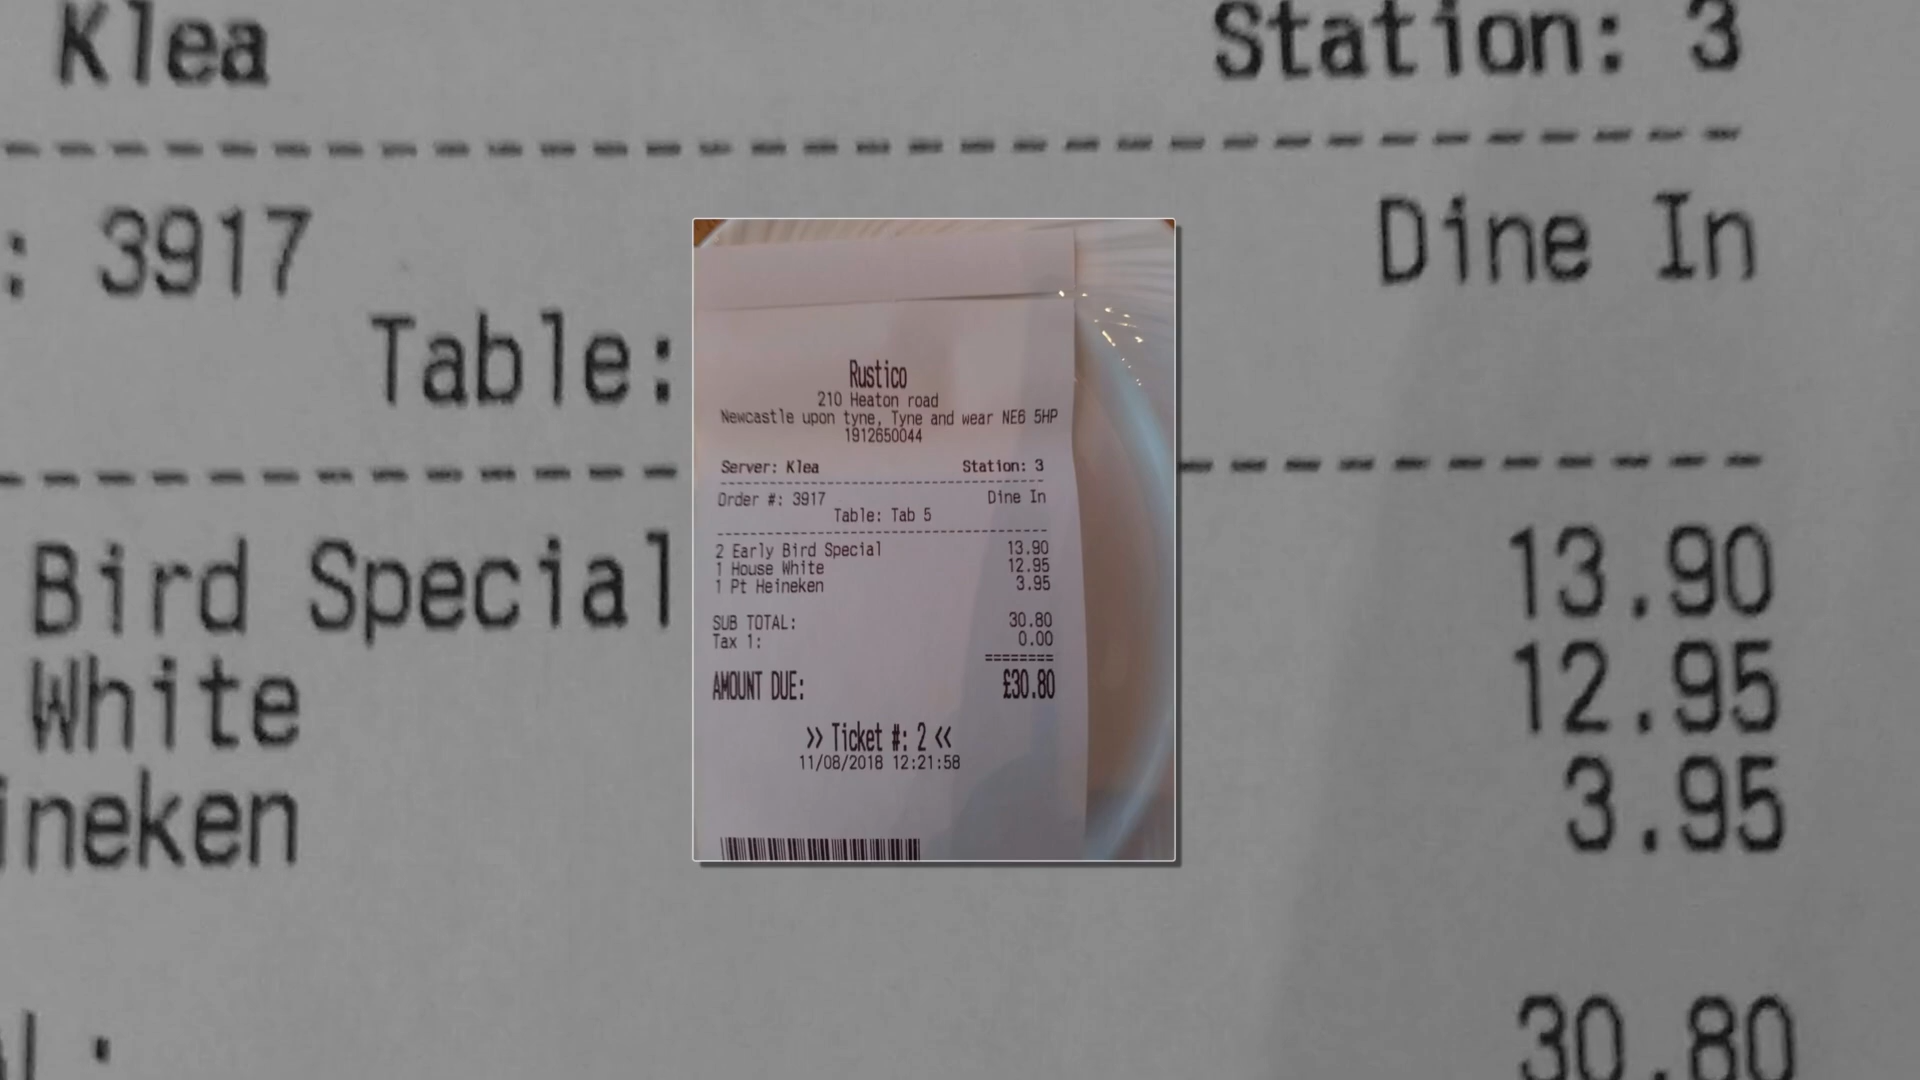 Klea Station: 3
: 3917 Dine In
Table:
Bird Special 13.90
White 12.95
ineken 3.95
30.80
Rustico
210 Heaton road
Newcastle upon tyne, Tyne and wear NE6 5HP
1912650044
Server: Klea Station: 3
Order #: 3917 Dine In
Table: Tab 5
2 Early Bird Special 13.90
1 House White 12.95
1 Pt Heineken 3.95
SUB TOTAL: 30.80
Tax 1: 0.00
========
AMOUNT DUE: £30.80
>> Ticket #: 2 <<
11/08/2018 12:21:58